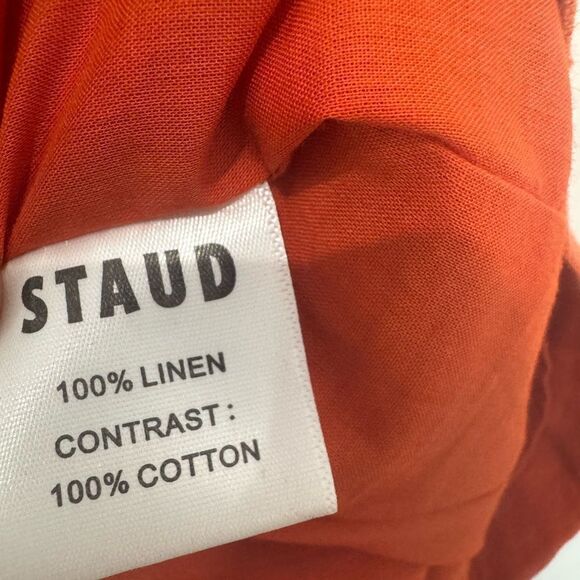 STAUD
100% LINEN
CONTRAST:
100% COTTON